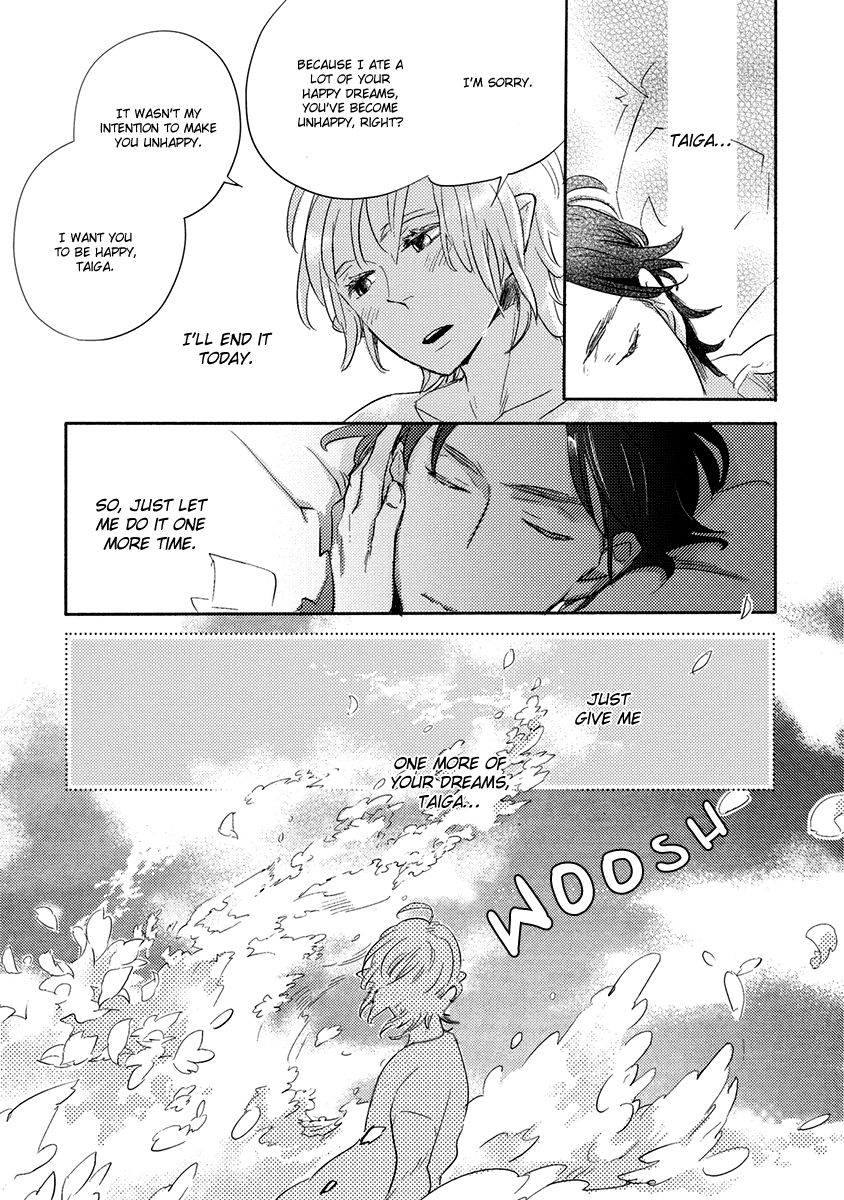 TAIGA...
I'M SORRY.
BECAUSE I ATE A
LOT OF YOUR
HAPPY DREAMS,
YOU'VE BECOME
UNHAPPY, RIGHT?
IT WASN'T MY
INTENTION TO MAKE
YOU UNHAPPY.
I WANT YOU
TO BE HAPPY,
TAIGA.
I'LL END IT
TODAY.
SO, JUST LET
ME DO IT ONE
MORE TIME.
JUST
GIVE ME
ONE MORE OF
YOUR DREAMS,
TAIGA...
WOOSH